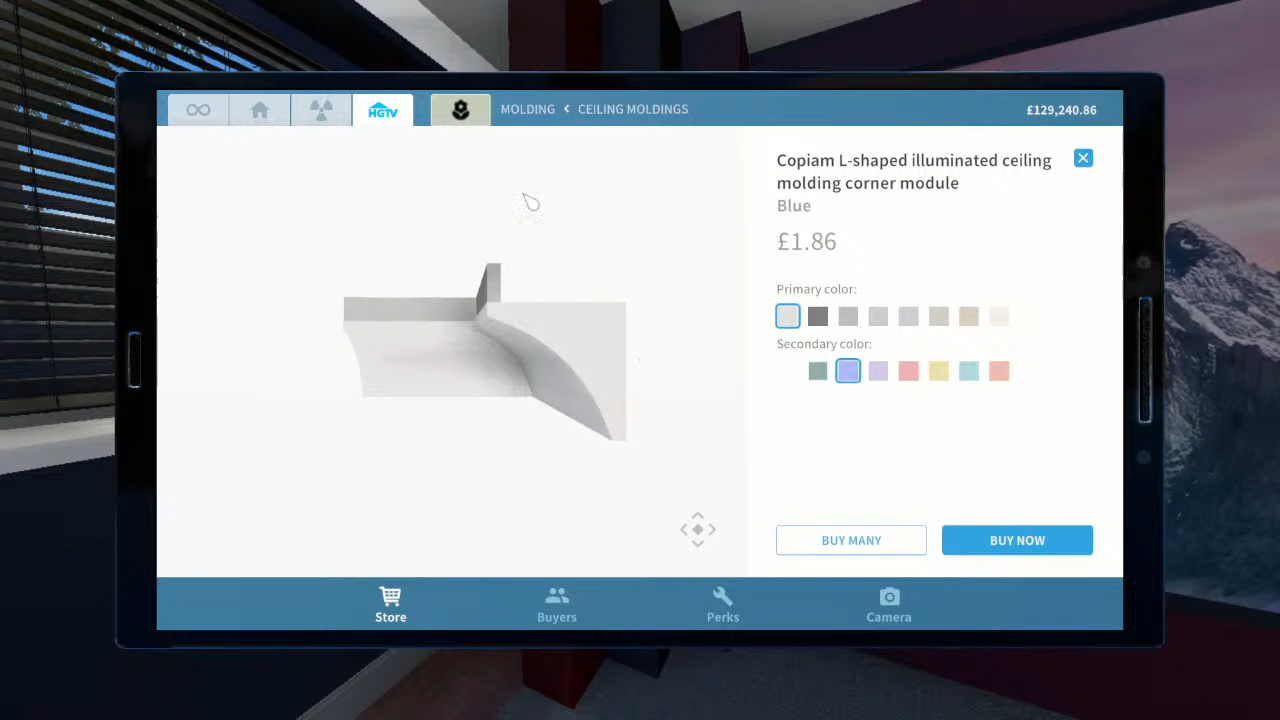 HGTV
MOLDING < CEILING MOLDINGS
£129,240.86
Copiam L-shaped illuminated ceiling
molding corner module
Blue
£1.86
Primary color:
Secondary color:
BUY MANY
BUY NOW
Store
Buyers
Perks
Camera